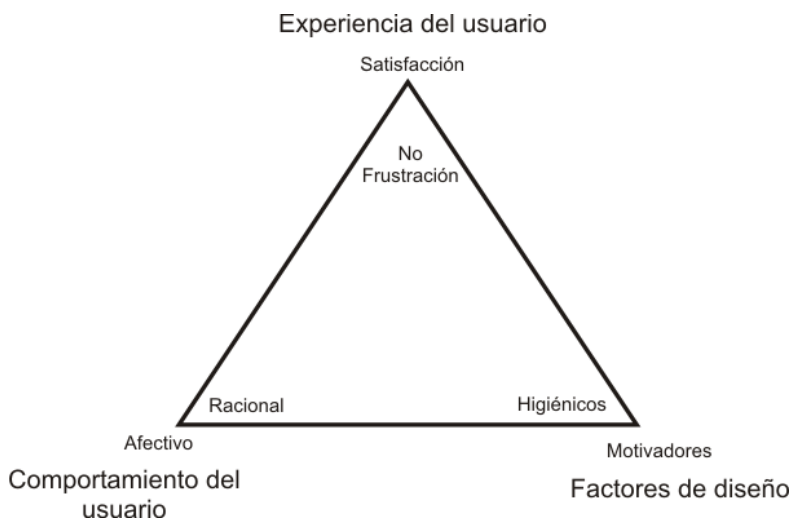 Experiencia del usuario
Satisfacción
No
Frustración
Racional
Higiénicos
Afectivo
Motivadores
Comportamiento del
usuario
Factores de diseño